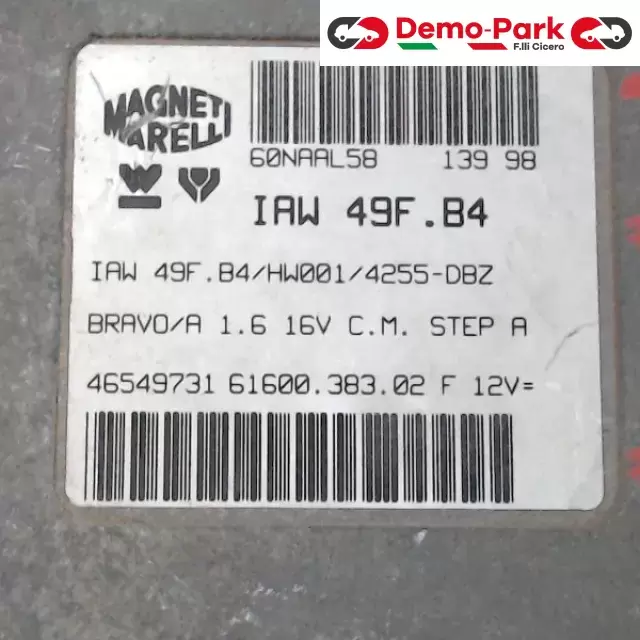 Demo-Park
F.lli Cicero
MAGNETI
MARELLI
60NAAL58 139 98
IAW 49F.B4
IAW 49F.B4/HW001/4255-DBZ
BRAVO/A 1.6 16V C.M. STEP A
46549731 61600.383.02 F 12V=